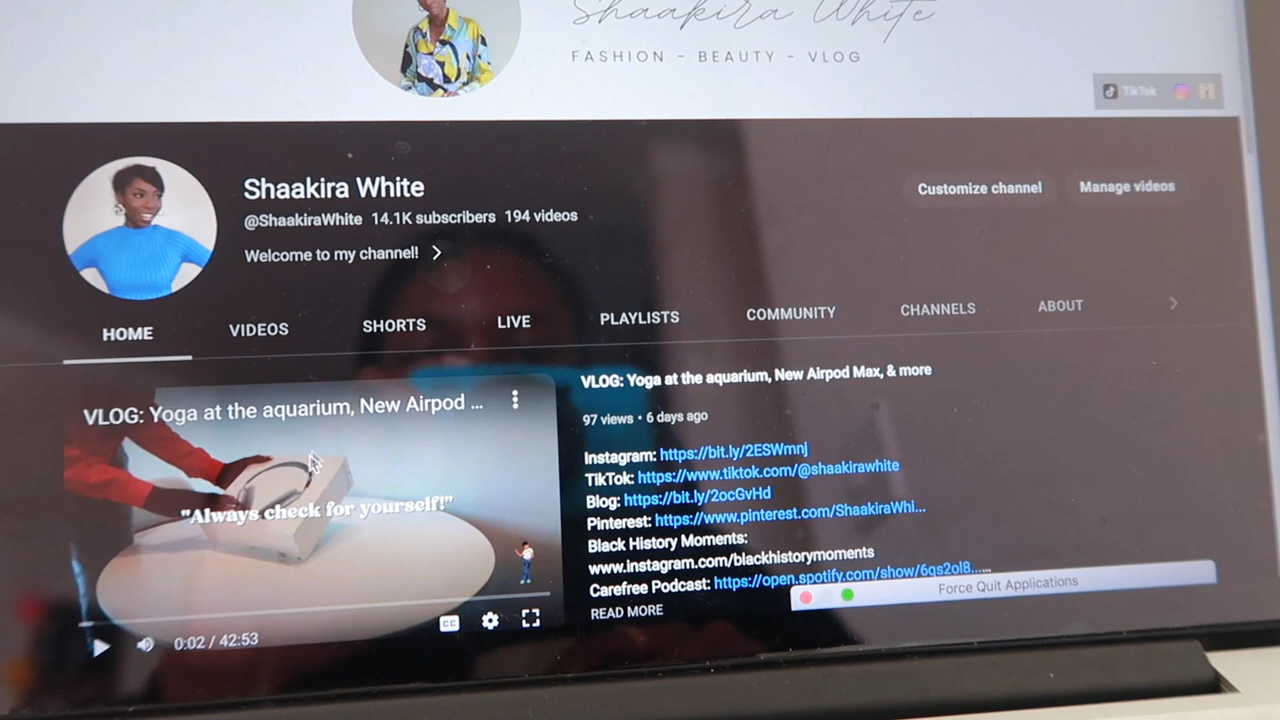 Shaakira White
FASHION - BEAUTY - VLOG
TikTok
Shaakira White
@ShaakiraWhite 14.1K subscribers 194 videos
Welcome to my channel!
Customize channel
Manage videos
HOME VIDEOS SHORTS LIVE PLAYLISTS COMMUNITY CHANNELS ABOUT
VLOG: Yoga at the aquarium, New Airpod ...
"Always check for yourself!"
CC
0:02 / 42:53
VLOG: Yoga at the aquarium, New Airpod Max, & more
97 views • 6 days ago
Instagram: https://bit.ly/2ESWmnj
TikTok: https://www.tiktok.com/@shaakirawhite
Blog: https://bit.ly/2ocGvHd
Pinterest: https://www.pinterest.com/ShaakiraWhi...
Black History Moments:
www.instagram.com/blackhistorymoments
Carefree Podcast: https://open.spotify.com/show/6qs2ol8......
READ MORE
Force Quit Applications